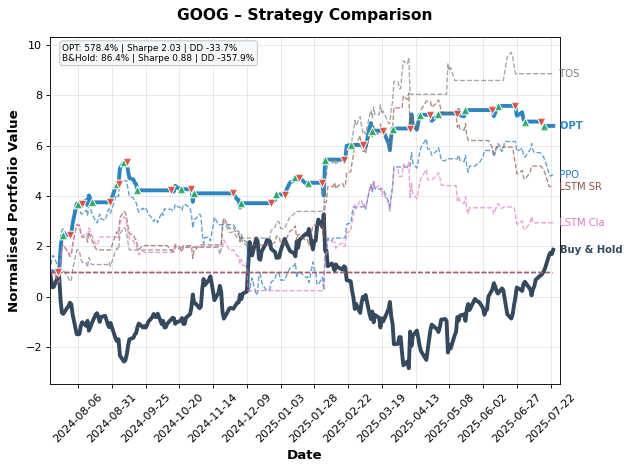 GOOG – Strategy Comparison
OPT: 578.4% | Sharpe 2.03 | DD -33.7%
B&Hold: 86.4% | Sharpe 0.88 | DD -357.9%
Normalised Portfolio Value
10
8
6
4
2
0
−2
TOS
OPT
PPO
LSTM SR
LSTM Cla
Buy & Hold
2024-08-06
2024-08-31
2024-09-25
2024-10-20
2024-11-14
2024-12-09
2025-01-03
2025-01-28
2025-02-22
2025-03-19
2025-04-13
2025-05-08
2025-06-02
2025-06-27
2025-07-22
Date